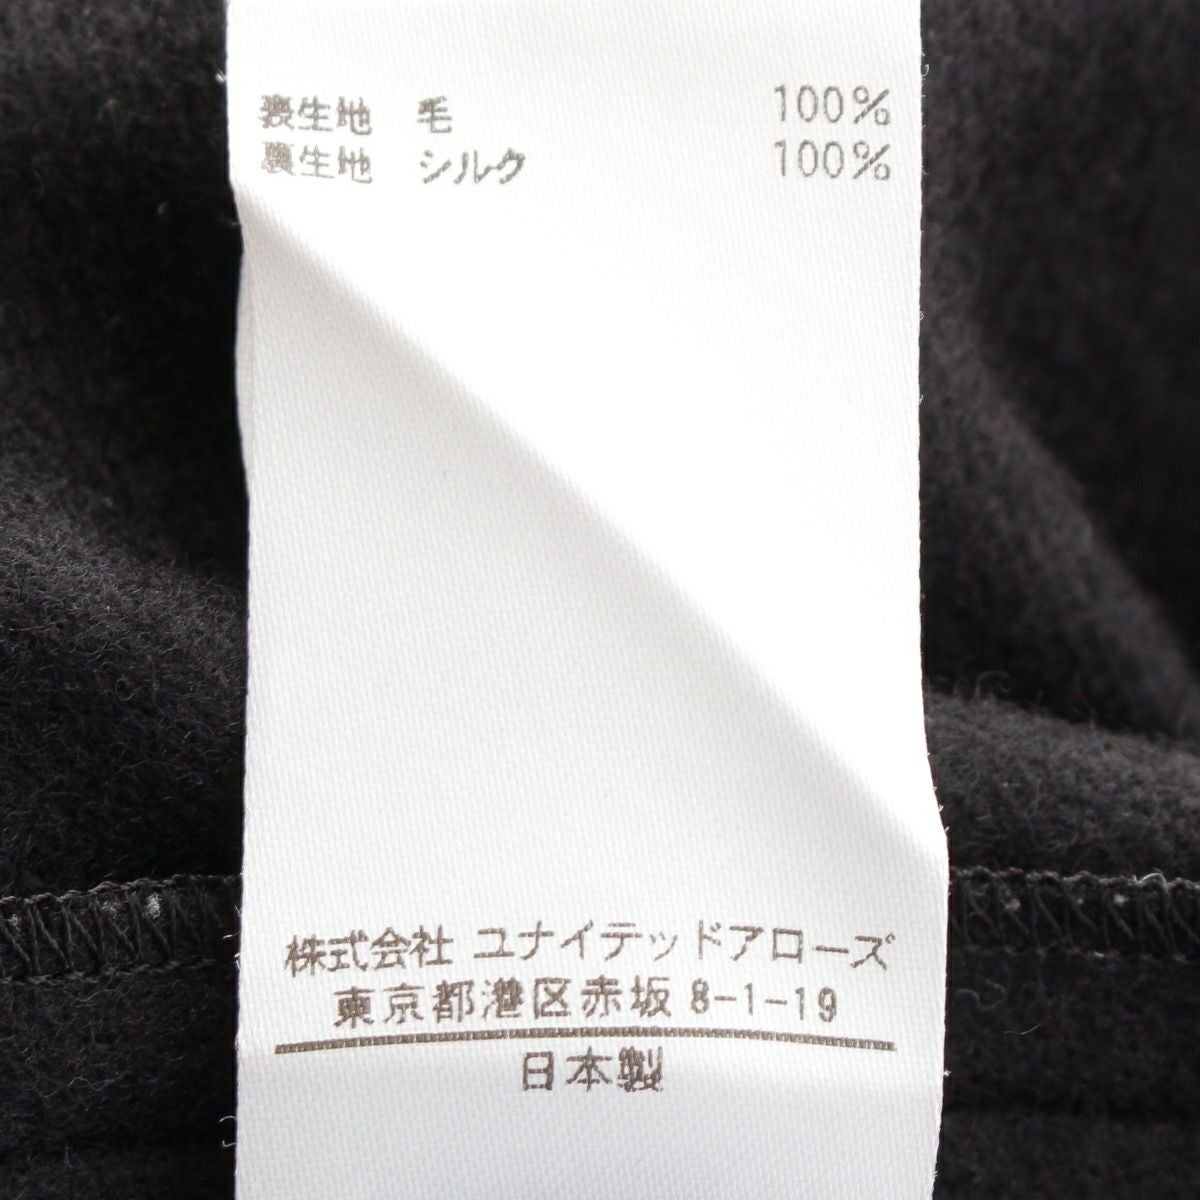 表生地 毛 100%
裏生地 シルク 100%
株式会社 ユナイテッドアローズ
東京都港区赤坂 8-1-19
日本製